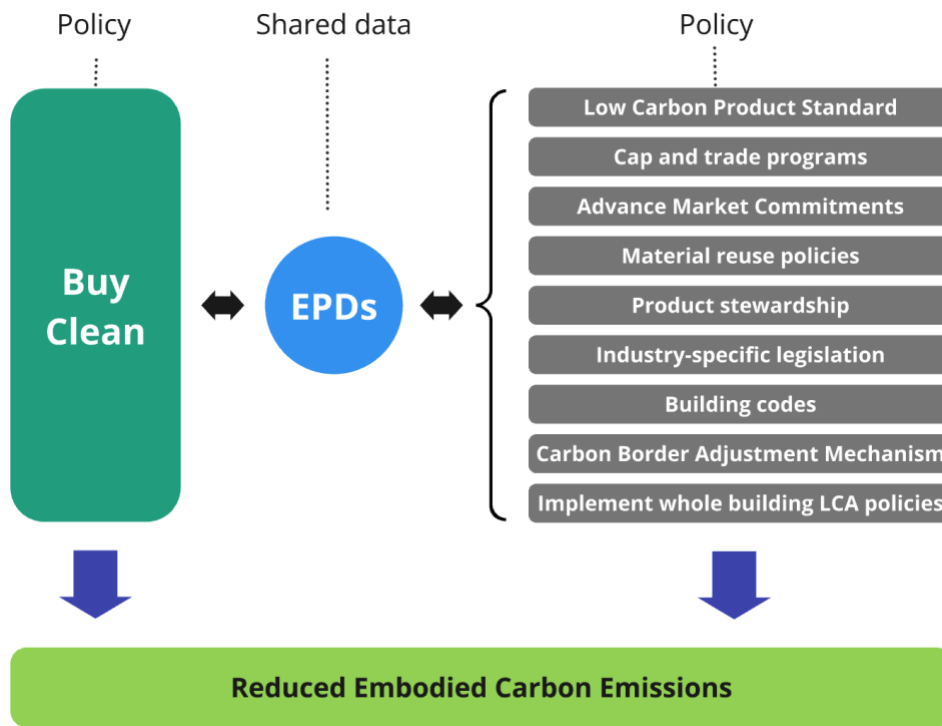 Policy
Shared data
Policy
Buy
Clean
EPDs
Low Carbon Product Standard
Cap and trade programs
Advance Market Commitments
Material reuse policies
Product stewardship
Industry-specific legislation
Building codes
Carbon Border Adjustment Mechanism
Implement whole building LCA policies
Reduced Embodied Carbon Emissions